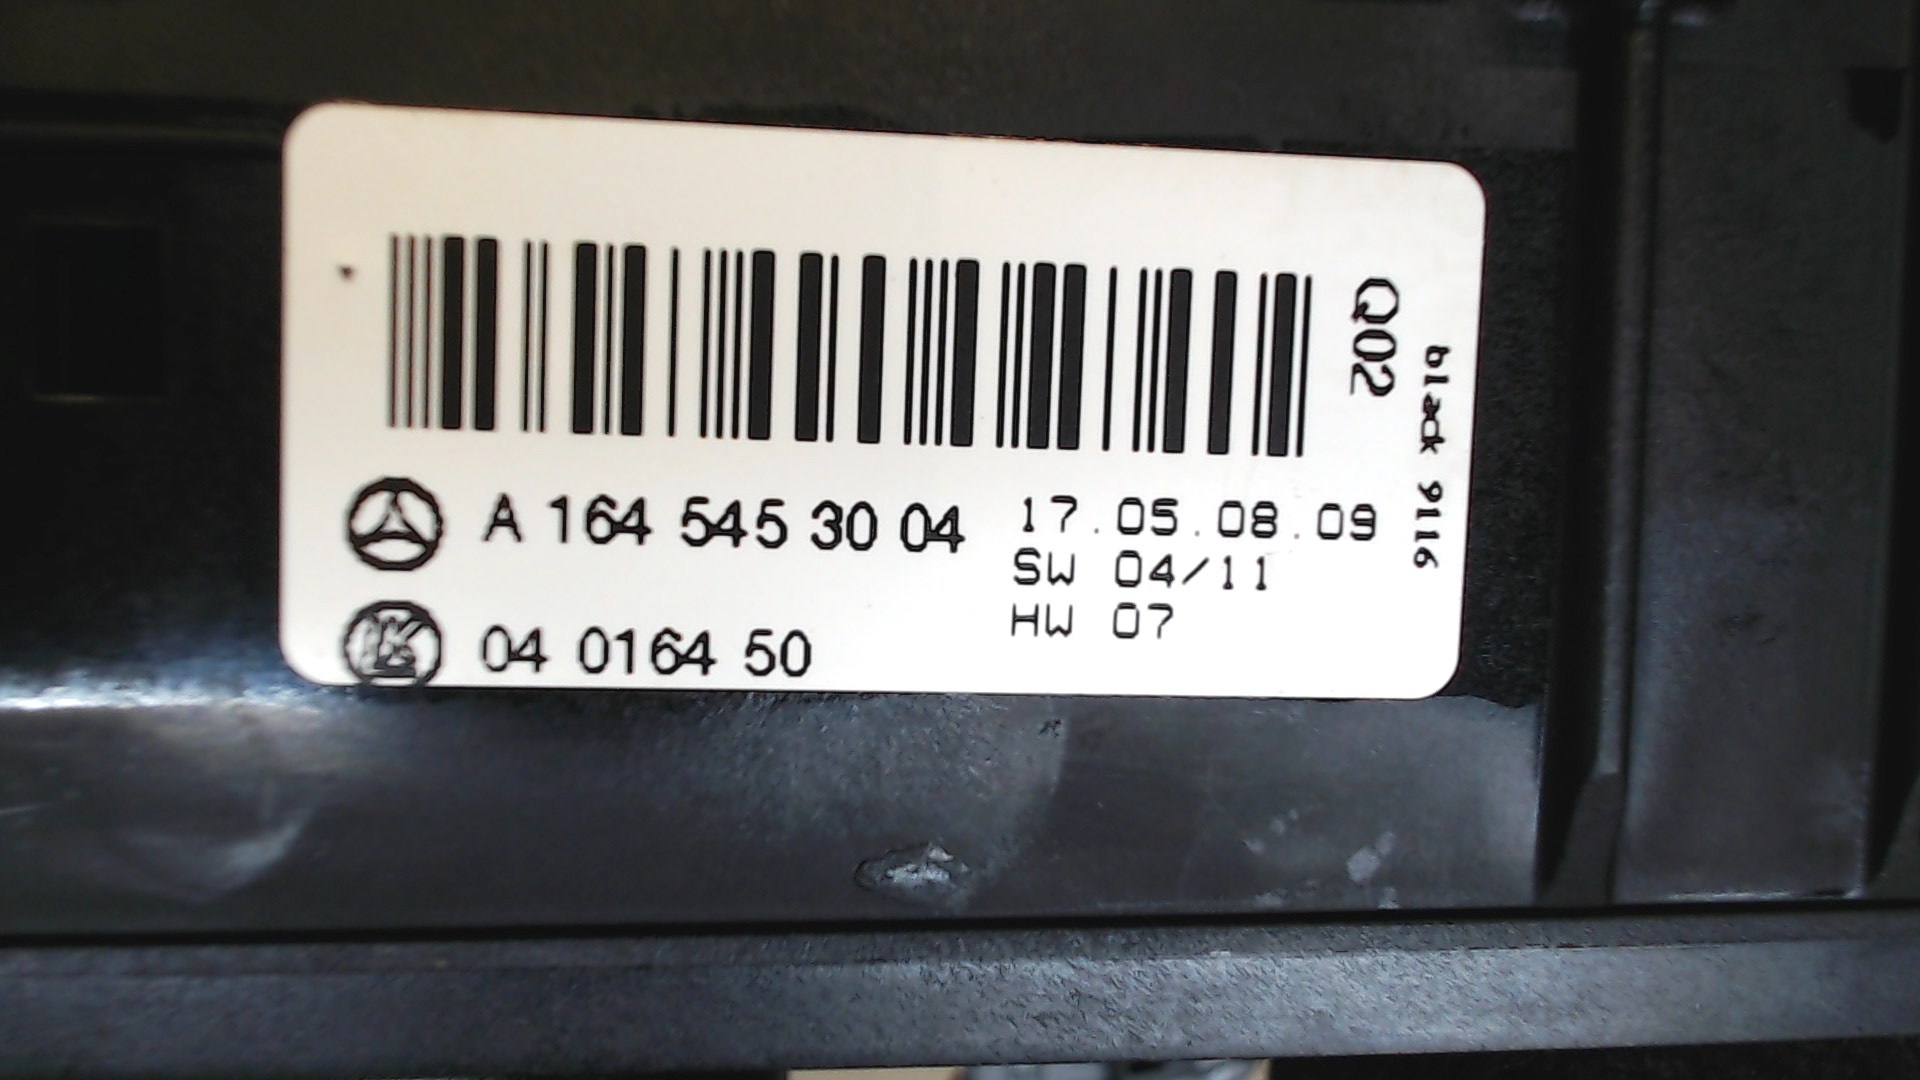 A 164 545 30 04
17.05.08.09
SW 04/11
HW 07
04 0164 50
Q02
black 9116